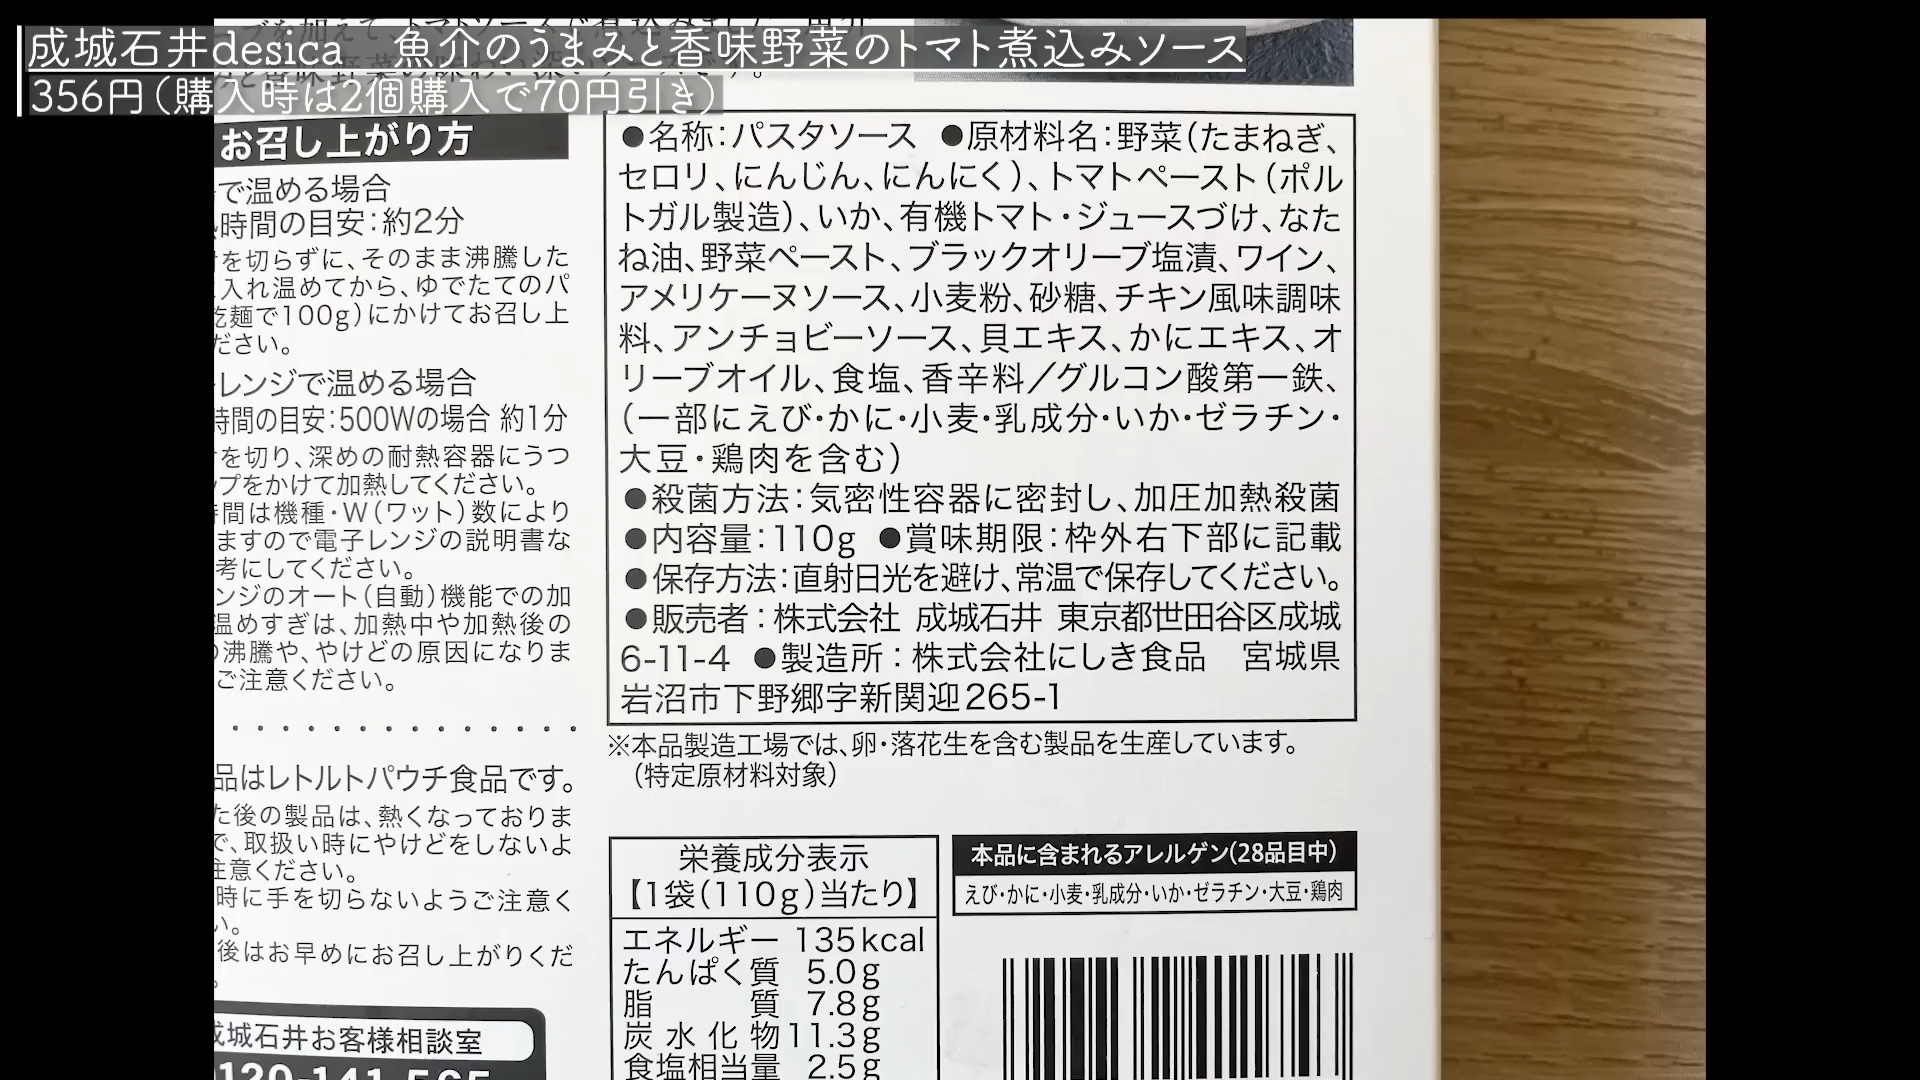 成城石井desica 魚介のうまみと香味野菜のトマト煮込みソース
356円（購入時は2個購入で70円引き）
お召し上がり方
で温める場合
時間の目安：約2分
を切らずに、そのまま沸騰した
入れ温めてから、ゆでたてのパ
麺で100g）にかけてお召し上
ださい。
レンジで温める場合
時間の目安：500Wの場合 約1分
を切り、深めの耐熱容器にうつ
プをかけて加熱してください。
間は機種・W（ワット）数により
ますので電子レンジの説明書な
考にしてください。
ンジのオート（自動）機能での加
温めすぎは、加熱中や加熱後の
沸騰や、やけどの原因になりま
ご注意ください。
品はレトルトパウチ食品です。
た後の製品は、熱くなっておりま
で、取扱い時にやけどをしないよ
注意ください。
時に手を切らないようご注意く
い。
後はお早めにお召し上がりくだ
成城石井お客様相談室
●名称：パスタソース ●原材料名：野菜（たまねぎ、
セロリ、にんじん、にんにく）、トマトペースト（ポル
トガル製造）、いか、有機トマト・ジュースづけ、なた
ね油、野菜ペースト、ブラックオリーブ塩漬、ワイン、
アメリケーヌソース、小麦粉、砂糖、チキン風味調味
料、アンチョビーソース、貝エキス、かにエキス、オ
リーブオイル、食塩、香辛料／グルコン酸第一鉄、
（一部にえび・かに・小麦・乳成分・いか・ゼラチン・
大豆・鶏肉を含む）
●殺菌方法：気密性容器に密封し、加圧加熱殺菌
●内容量：110g ●賞味期限：枠外右下部に記載
●保存方法：直射日光を避け、常温で保存してください。
●販売者：株式会社 成城石井 東京都世田谷区成城
6-11-4 ●製造所：株式会社にしき食品 宮城県
岩沼市下野郷字新関迎265-1
※本品製造工場では、卵・落花生を含む製品を生産しています。
（特定原材料対象）
栄養成分表示
【1袋（110g）当たり】
エネルギー 135kcal
たんぱく質 5.0g
脂質 7.8g
炭水化物 11.3g
食塩相当量 2.5g
本品に含まれるアレルゲン（28品目中）
えび・かに・小麦・乳成分・いか・ゼラチン・大豆・鶏肉